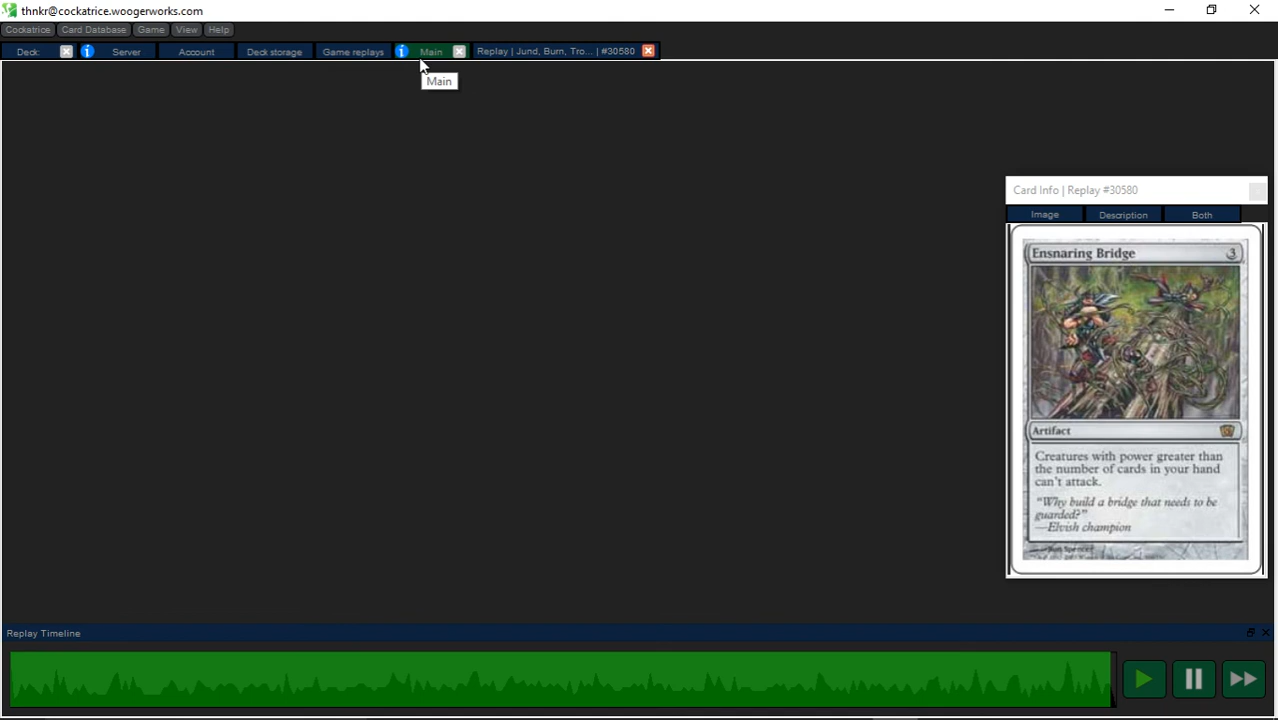 thnkr@cockatrice.woogerworks.com
Cockatrice Card Database Game View Help
Deck: Server Account Deck storage Game replays Main Replay | Jund, Burn, Tro... | #30580
Main
Card Info | Replay #30580
Image Description Both
Ensnaring Bridge 3
Artifact
Creatures with power greater than
the number of cards in your hand
can't attack.
"Why build a bridge that needs to be
guarded?"
—Elvish champion
Ron Spencer
Replay Timeline